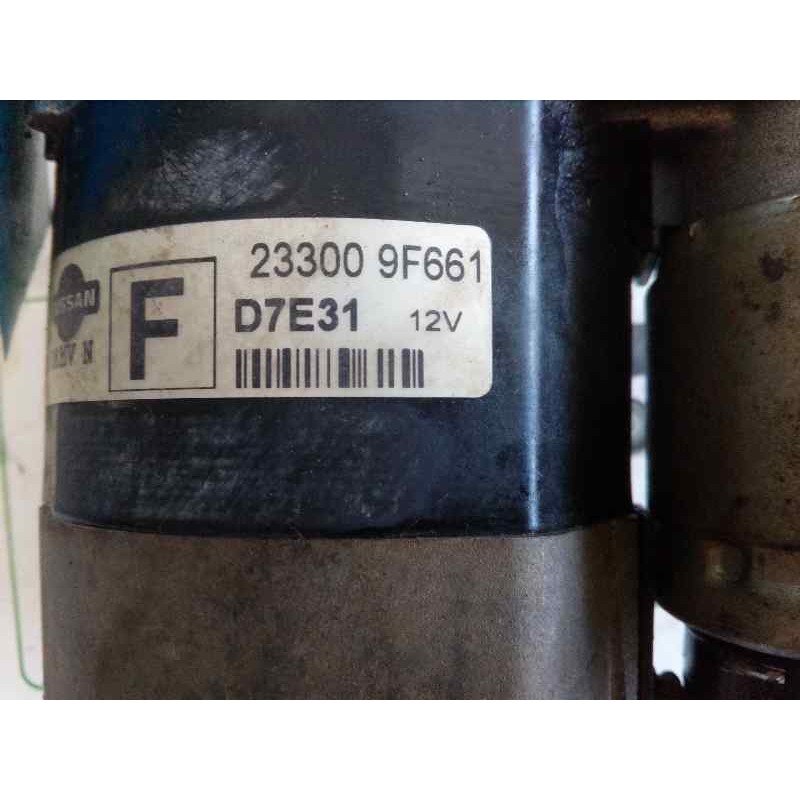 23300 9F661
NISSAN
F
D7E31 12V